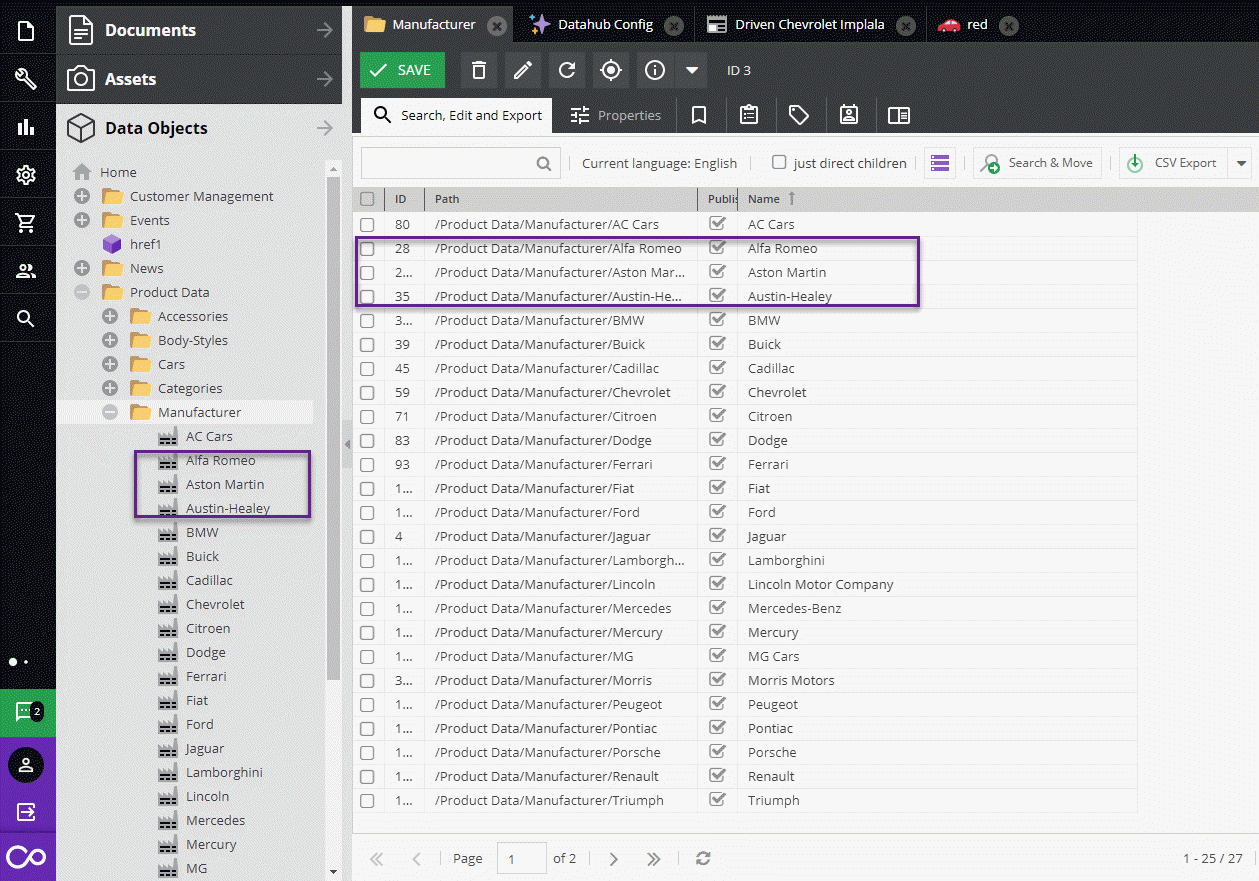 Documents
Assets
Data Objects
Home
Customer Management
Events
href1
News
Product Data
Accessories
Body-Styles
Cars
Categories
Manufacturer
AC Cars
Alfa Romeo
Aston Martin
Austin-Healey
BMW
Buick
Cadillac
Chevrolet
Citroen
Dodge
Ferrari
Fiat
Ford
Jaguar
Lamborghini
Lincoln
Mercedes
Mercury
MG
2
Manufacturer Datahub Config Driven Chevrolet Implala red
SAVE ID 3
Search, Edit and Export Properties
Current language: English just direct children Search & Move CSV Export
ID Path Publis Name
80 /Product Data/Manufacturer/AC Cars AC Cars
28 /Product Data/Manufacturer/Alfa Romeo Alfa Romeo
2... /Product Data/Manufacturer/Aston Mar... Aston Martin
35 /Product Data/Manufacturer/Austin-He... Austin-Healey
3... /Product Data/Manufacturer/BMW BMW
39 /Product Data/Manufacturer/Buick Buick
45 /Product Data/Manufacturer/Cadillac Cadillac
59 /Product Data/Manufacturer/Chevrolet Chevrolet
71 /Product Data/Manufacturer/Citroen Citroen
83 /Product Data/Manufacturer/Dodge Dodge
93 /Product Data/Manufacturer/Ferrari Ferrari
1... /Product Data/Manufacturer/Fiat Fiat
1... /Product Data/Manufacturer/Ford Ford
4 /Product Data/Manufacturer/Jaguar Jaguar
1... /Product Data/Manufacturer/Lamborgh... Lamborghini
1... /Product Data/Manufacturer/Lincoln Lincoln Motor Company
1... /Product Data/Manufacturer/Mercedes Mercedes-Benz
1... /Product Data/Manufacturer/Mercury Mercury
1... /Product Data/Manufacturer/MG MG Cars
3... /Product Data/Manufacturer/Morris Morris Motors
1... /Product Data/Manufacturer/Peugeot Peugeot
1... /Product Data/Manufacturer/Pontiac Pontiac
1... /Product Data/Manufacturer/Porsche Porsche
1... /Product Data/Manufacturer/Renault Renault
1... /Product Data/Manufacturer/Triumph Triumph
Page 1 of 2 1 - 25 / 27